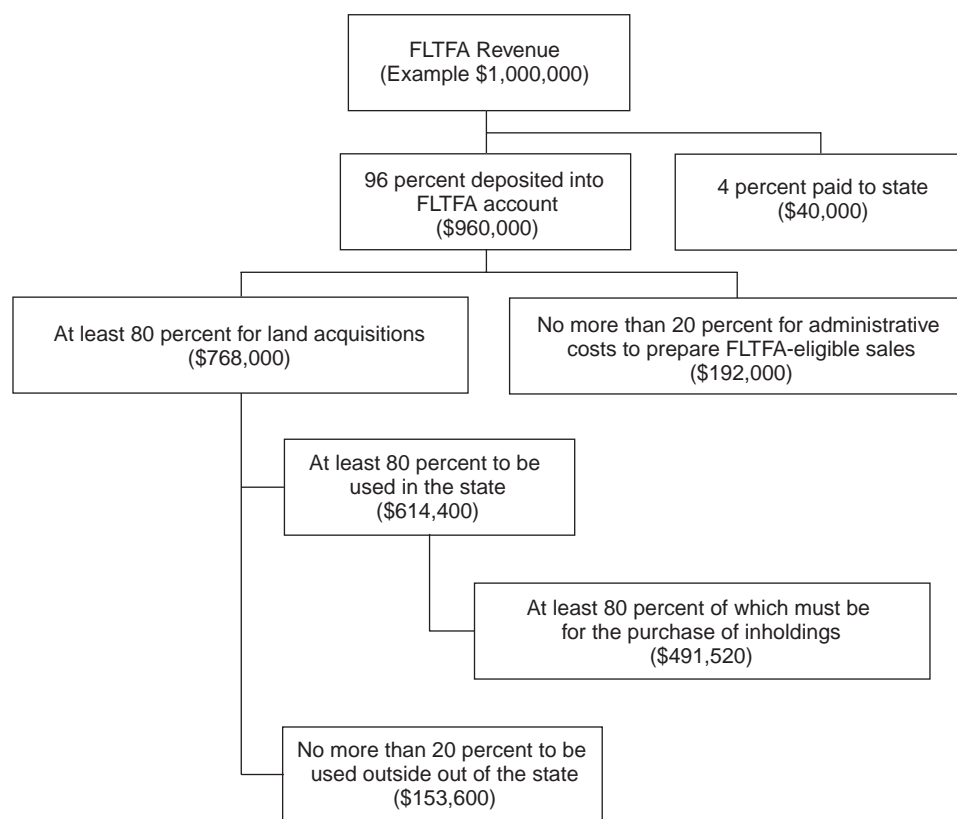 FLTFA Revenue
(Example $1,000,000)
96 percent deposited into
FLTFA account
($960,000)
4 percent paid to state
($40,000)
At least 80 percent for land acquisitions
($768,000)
No more than 20 percent for administrative
costs to prepare FLTFA-eligible sales
($192,000)
At least 80 percent to be
used in the state
($614,400)
At least 80 percent of which must be
for the purchase of inholdings
($491,520)
No more than 20 percent to be
used outside out of the state
($153,600)